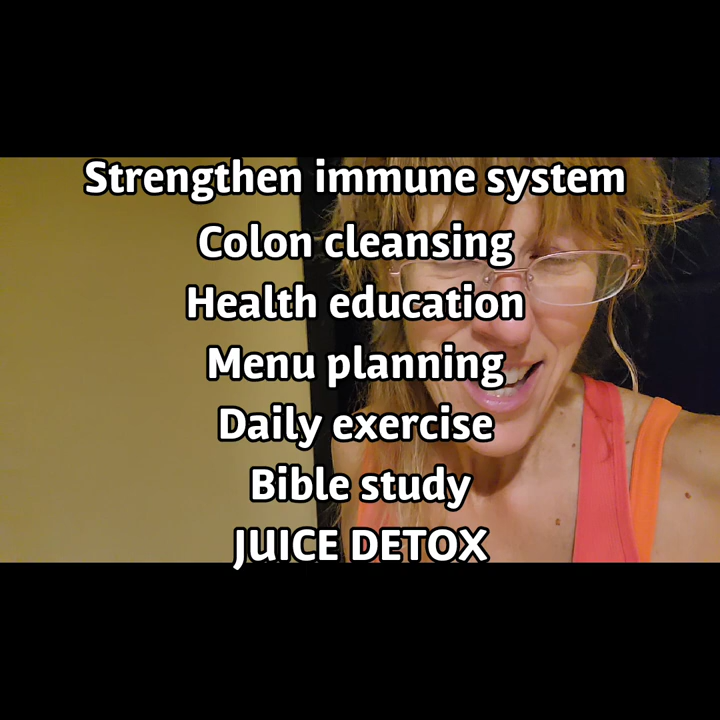 Strengthen immune system
Colon cleansing
Health education
Menu planning
Daily exercise
Bible study
JUICE DETOX